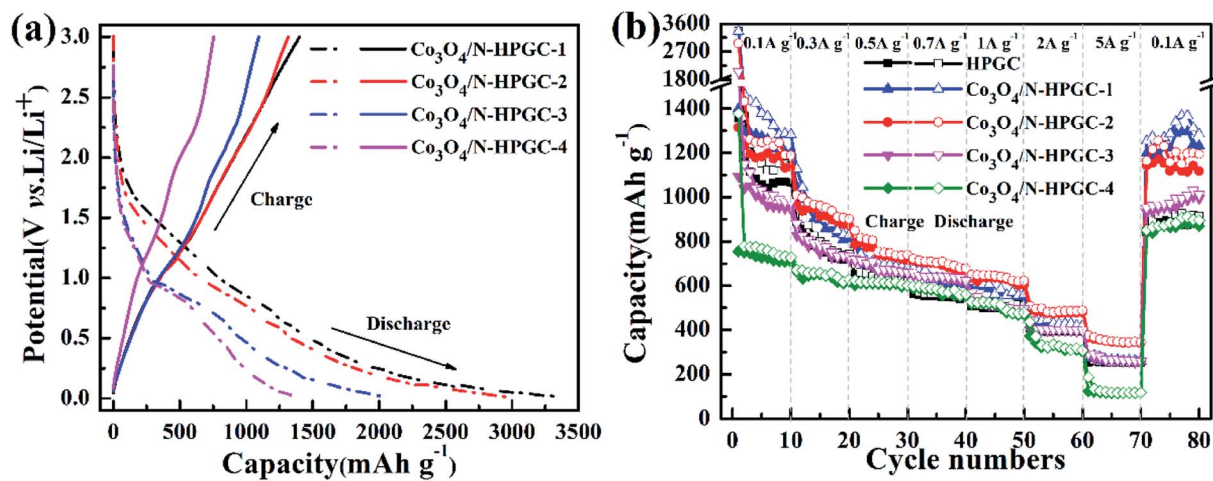 (a)
3.0
2.5
2.0
1.5
1.0
0.5
0.0
Potential(V vs.Li/Li⁺
Co₃O₄/N-HPGC-1
Co₃O₄/N-HPGC-2
Co₃O₄/N-HPGC-3
Co₃O₄/N-HPGC-4
Charge
Discharge
0 500 1000 1500 2000 2500 3000 3500
Capacity(mAh g⁻¹)
(b)
3600
2700
1800
1400
1200
1000
800
600
400
200
0
Capacity(mAh g⁻¹)
0.1A g⁻¹ 0.3A g⁻¹ 0.5A g⁻¹ 0.7A g⁻¹ 1A g⁻¹ 2A g⁻¹ 5A g⁻¹ 0.1A g⁻¹
HPGC
Co₃O₄/N-HPGC-1
Co₃O₄/N-HPGC-2
Co₃O₄/N-HPGC-3
Co₃O₄/N-HPGC-4
Charge Discharge
0 10 20 30 40 50 60 70 80
Cycle numbers